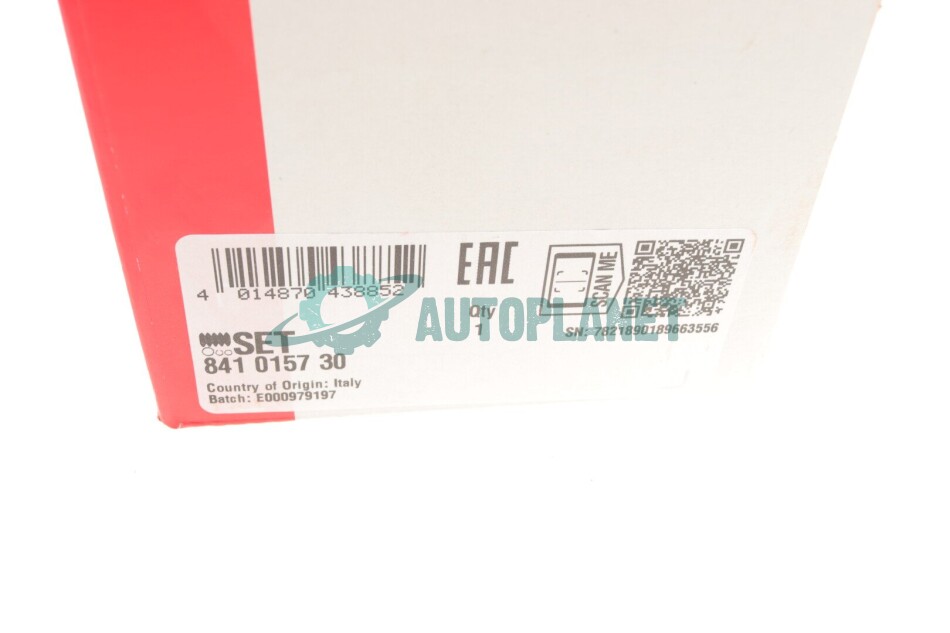 4 014870 438852
EAC
Qty
1
SCAN ME
SN: 7821890189663556
SET
841 0157 30
Country of Origin: Italy
Batch: E000979197
AUTOPLANET